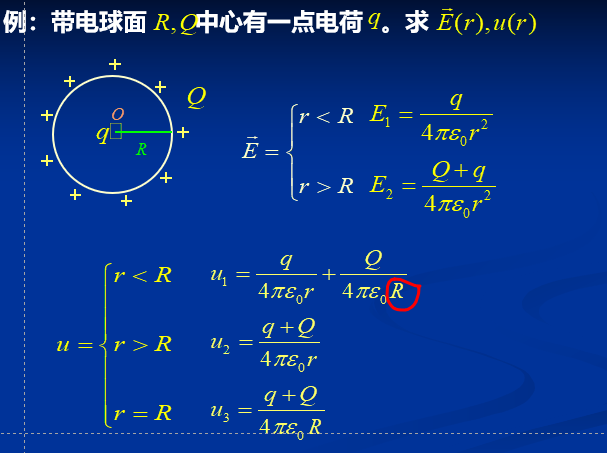 例：带电球面 R,Q中心有一点电荷 q。求 \vec{E}(r),u(r)
+ + + + + + + + +
Q
O
q
R
\vec{E} = \begin{cases} r < R & E_1 = \frac{q}{4\pi\varepsilon_0 r^2} \\ r > R & E_2 = \frac{Q+q}{4\pi\varepsilon_0 r^2} \end{cases}
u = \begin{cases} r < R & u_1 = \frac{q}{4\pi\varepsilon_0 r} + \frac{Q}{4\pi\varepsilon_0 R} \\ r > R & u_2 = \frac{q+Q}{4\pi\varepsilon_0 r} \\ r = R & u_3 = \frac{q+Q}{4\pi\varepsilon_0 R} \end{cases}